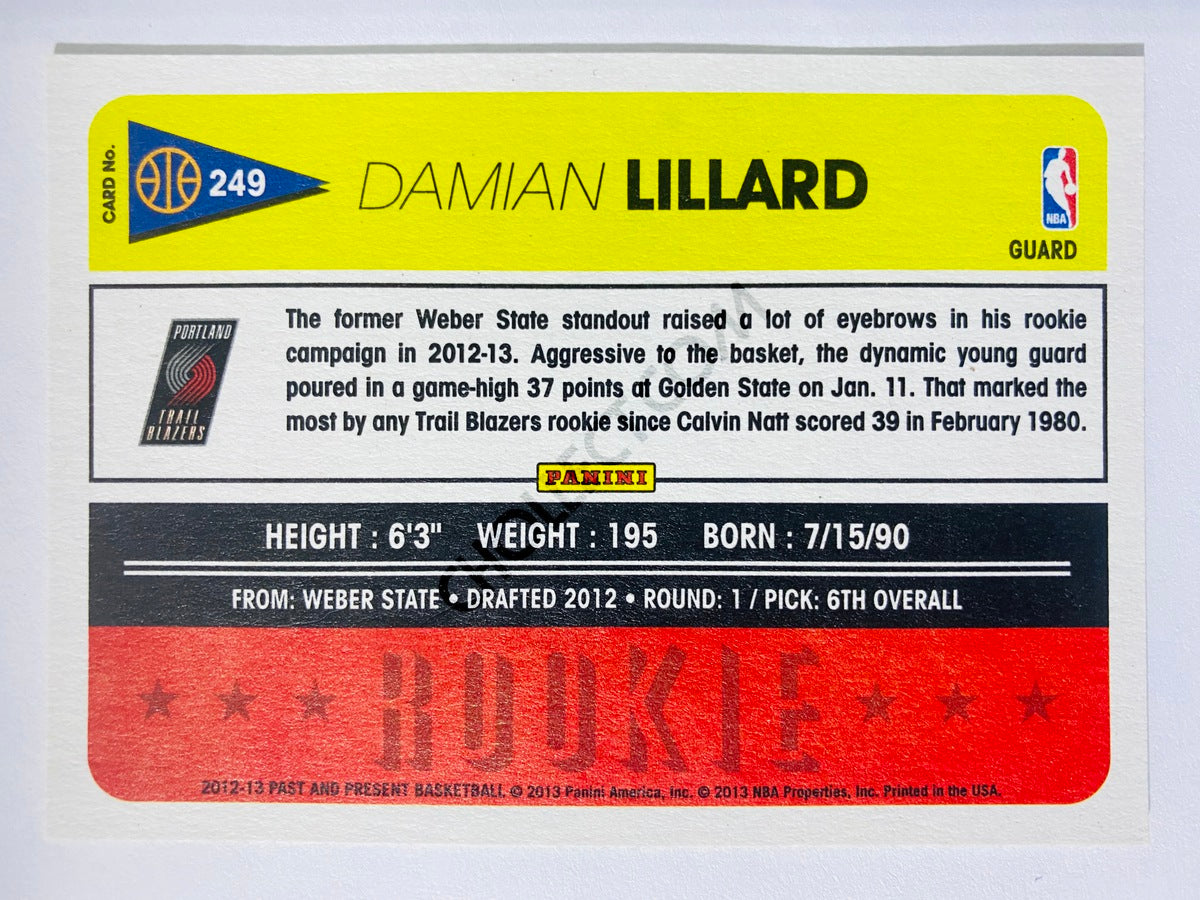 CARD No.
249
DAMIAN LILLARD
NBA
GUARD
PORTLAND
TRAIL
BLAZERS
The former Weber State standout raised a lot of eyebrows in his rookie
campaign in 2012-13. Aggressive to the basket, the dynamic young guard
poured in a game-high 37 points at Golden State on Jan. 11. That marked the
most by any Trail Blazers rookie since Calvin Natt scored 39 in February 1980.
PANINI
HEIGHT : 6'3" WEIGHT : 195 BORN : 7/15/90
FROM: WEBER STATE • DRAFTED 2012 • ROUND: 1 / PICK: 6TH OVERALL
ROOKIE
2012-13 PAST AND PRESENT BASKETBALL © 2013 Panini America, Inc. © 2013 NBA Properties, Inc. Printed in the USA.